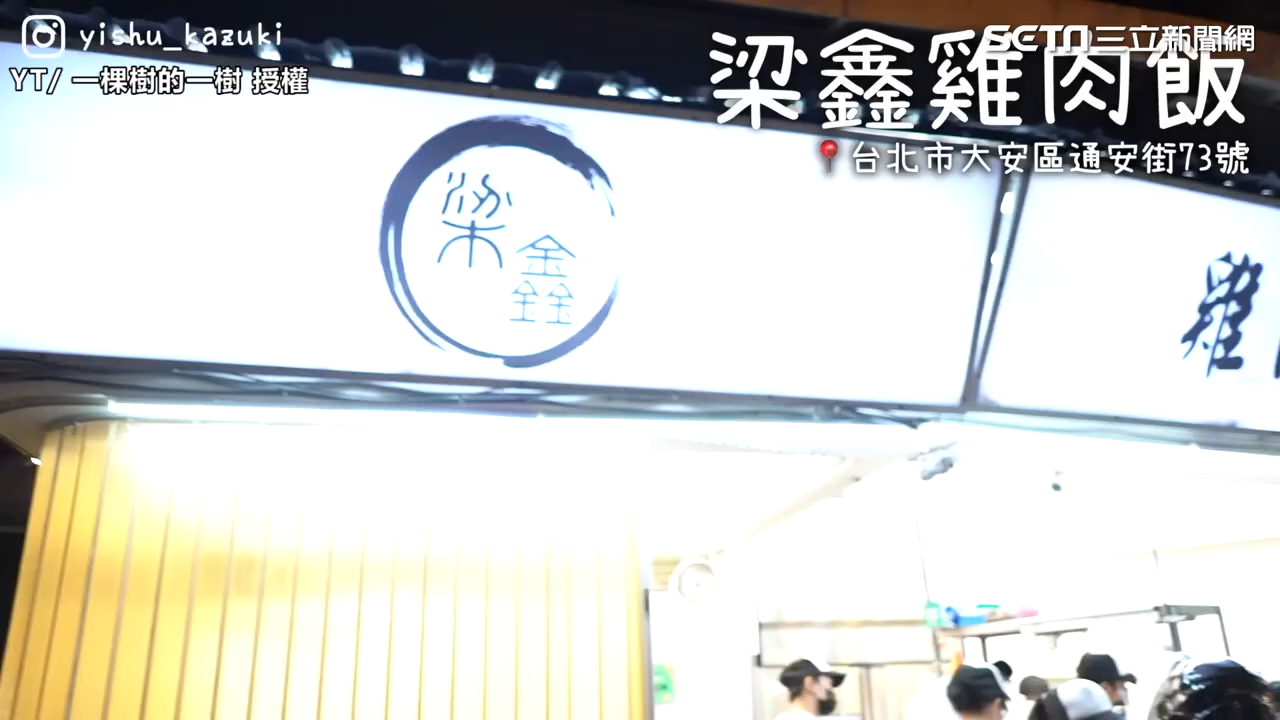 yishu_kazuki
YT/ 一棵樹的一樹 授權
SETN三立新聞網
梁鑫雞肉飯
台北市大安區通安街73號
梁鑫
雞